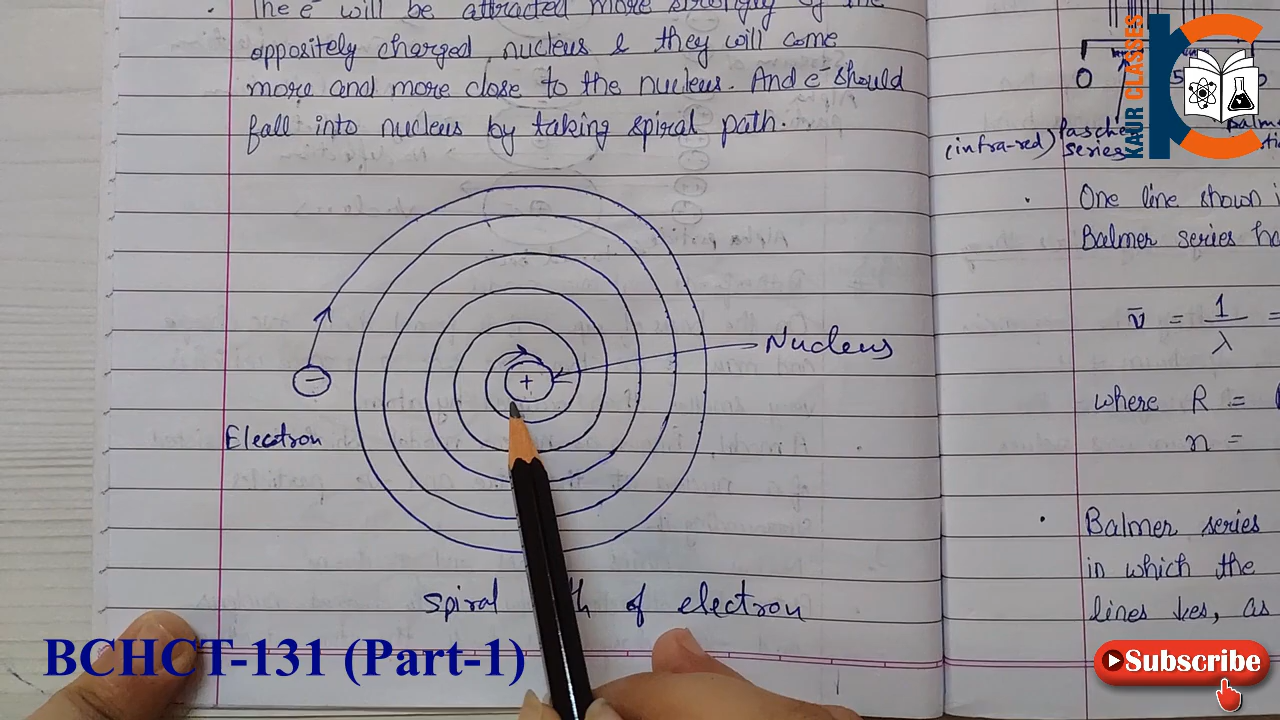 The e⁻ will be attracted more strongly by the
appositely charged nucleus & they will come
more and more close to the nucleus. And e⁻ should
fall into nucleus by taking spiral path.
Nucleus
+
−
Electron
Spiral of electron
0
(infra-red)
series
One line shown
Balmer series
ν̄ = 1/λ =
where R =
n =
Balmer series
in which the
lines lies, as
KAUR CLASSES
BCHCT-131 (Part-1)
Subscribe